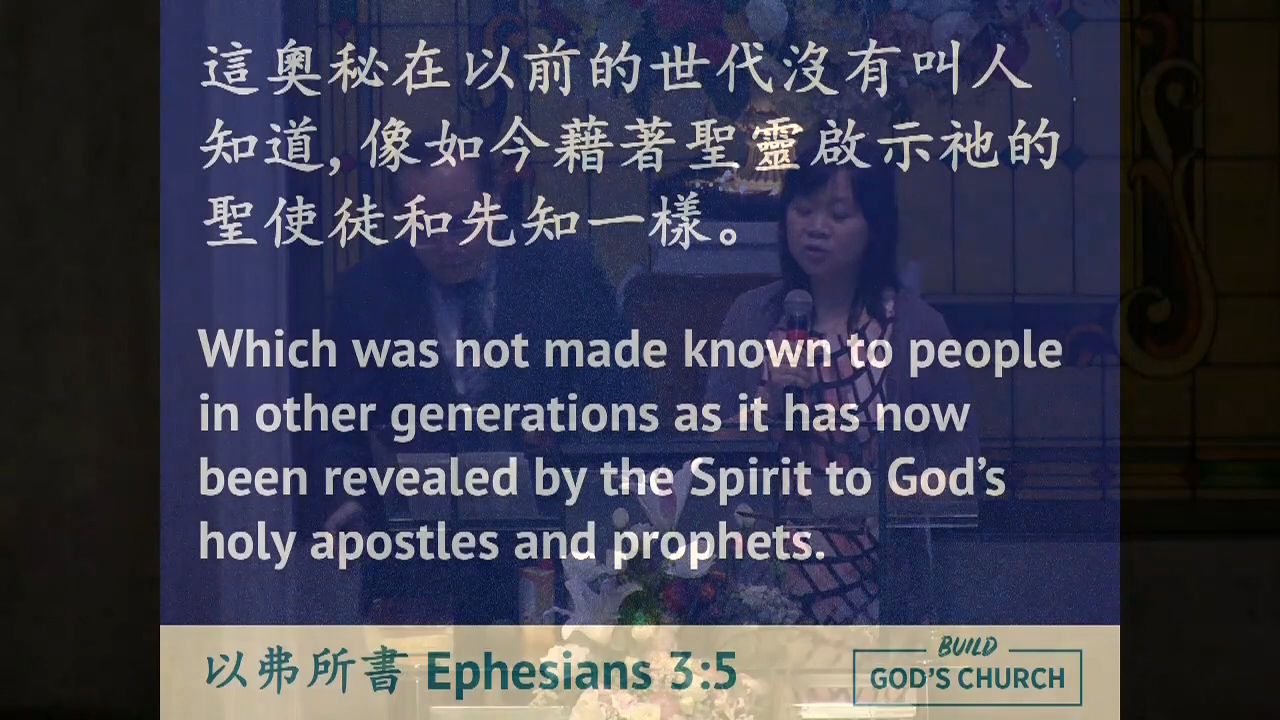 這奧秘在以前的世代沒有叫人
知道,像如今藉著聖靈啟示祂的
聖使徒和先知一樣。
Which was not made known to people
in other generations as it has now
been revealed by the Spirit to God’s
holy apostles and prophets.
以弗所書 Ephesians 3:5
BUILD
GOD’S CHURCH